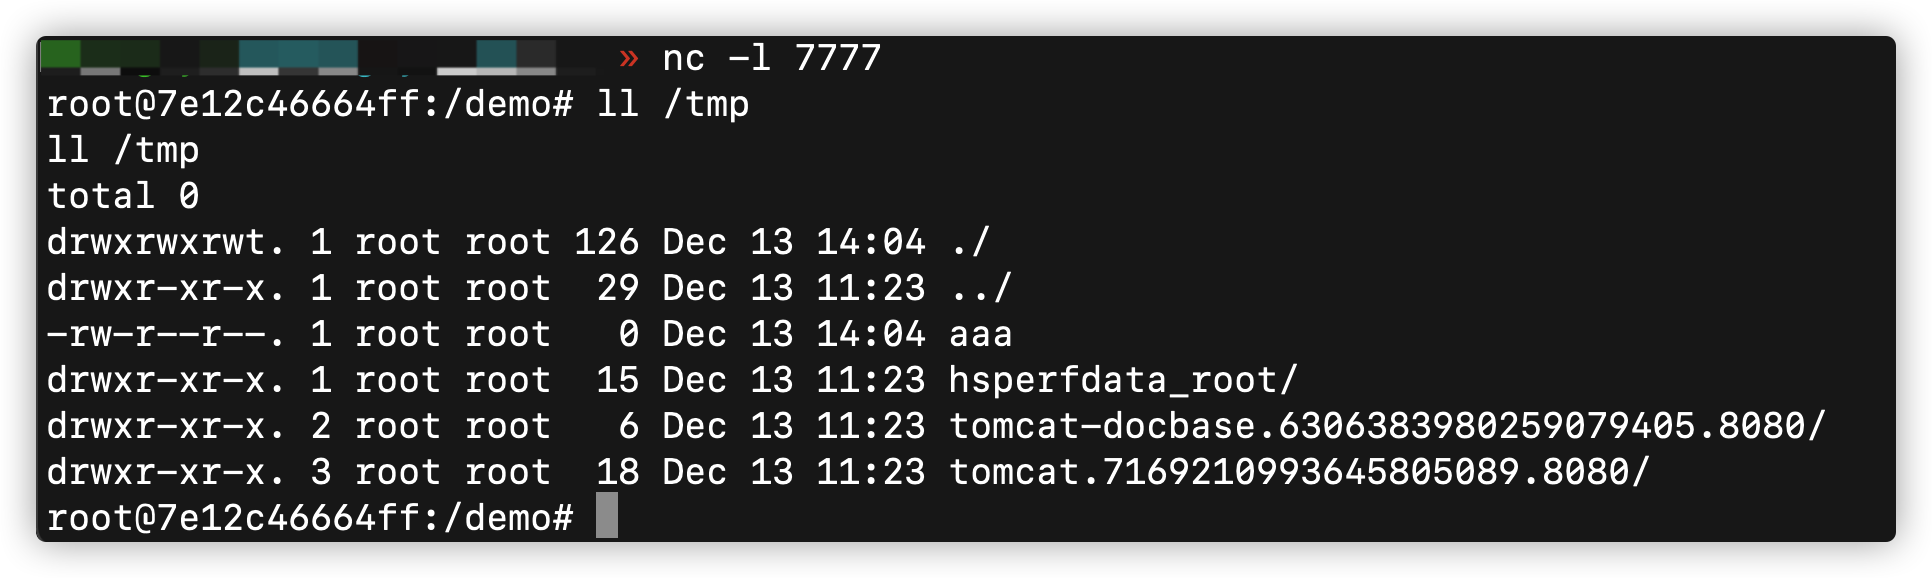 » nc -l 7777
root@7e12c46664ff:/demo# ll /tmp
ll /tmp
total 0
drwxrwxrwt. 1 root root 126 Dec 13 14:04 ./
drwxr-xr-x. 1 root root  29 Dec 13 11:23 ../
-rw-r--r--. 1 root root   0 Dec 13 14:04 aaa
drwxr-xr-x. 1 root root  15 Dec 13 11:23 hsperfdata_root/
drwxr-xr-x. 2 root root   6 Dec 13 11:23 tomcat-docbase.6306383980259079405.8080/
drwxr-xr-x. 3 root root  18 Dec 13 11:23 tomcat.7169210993645805089.8080/
root@7e12c46664ff:/demo#